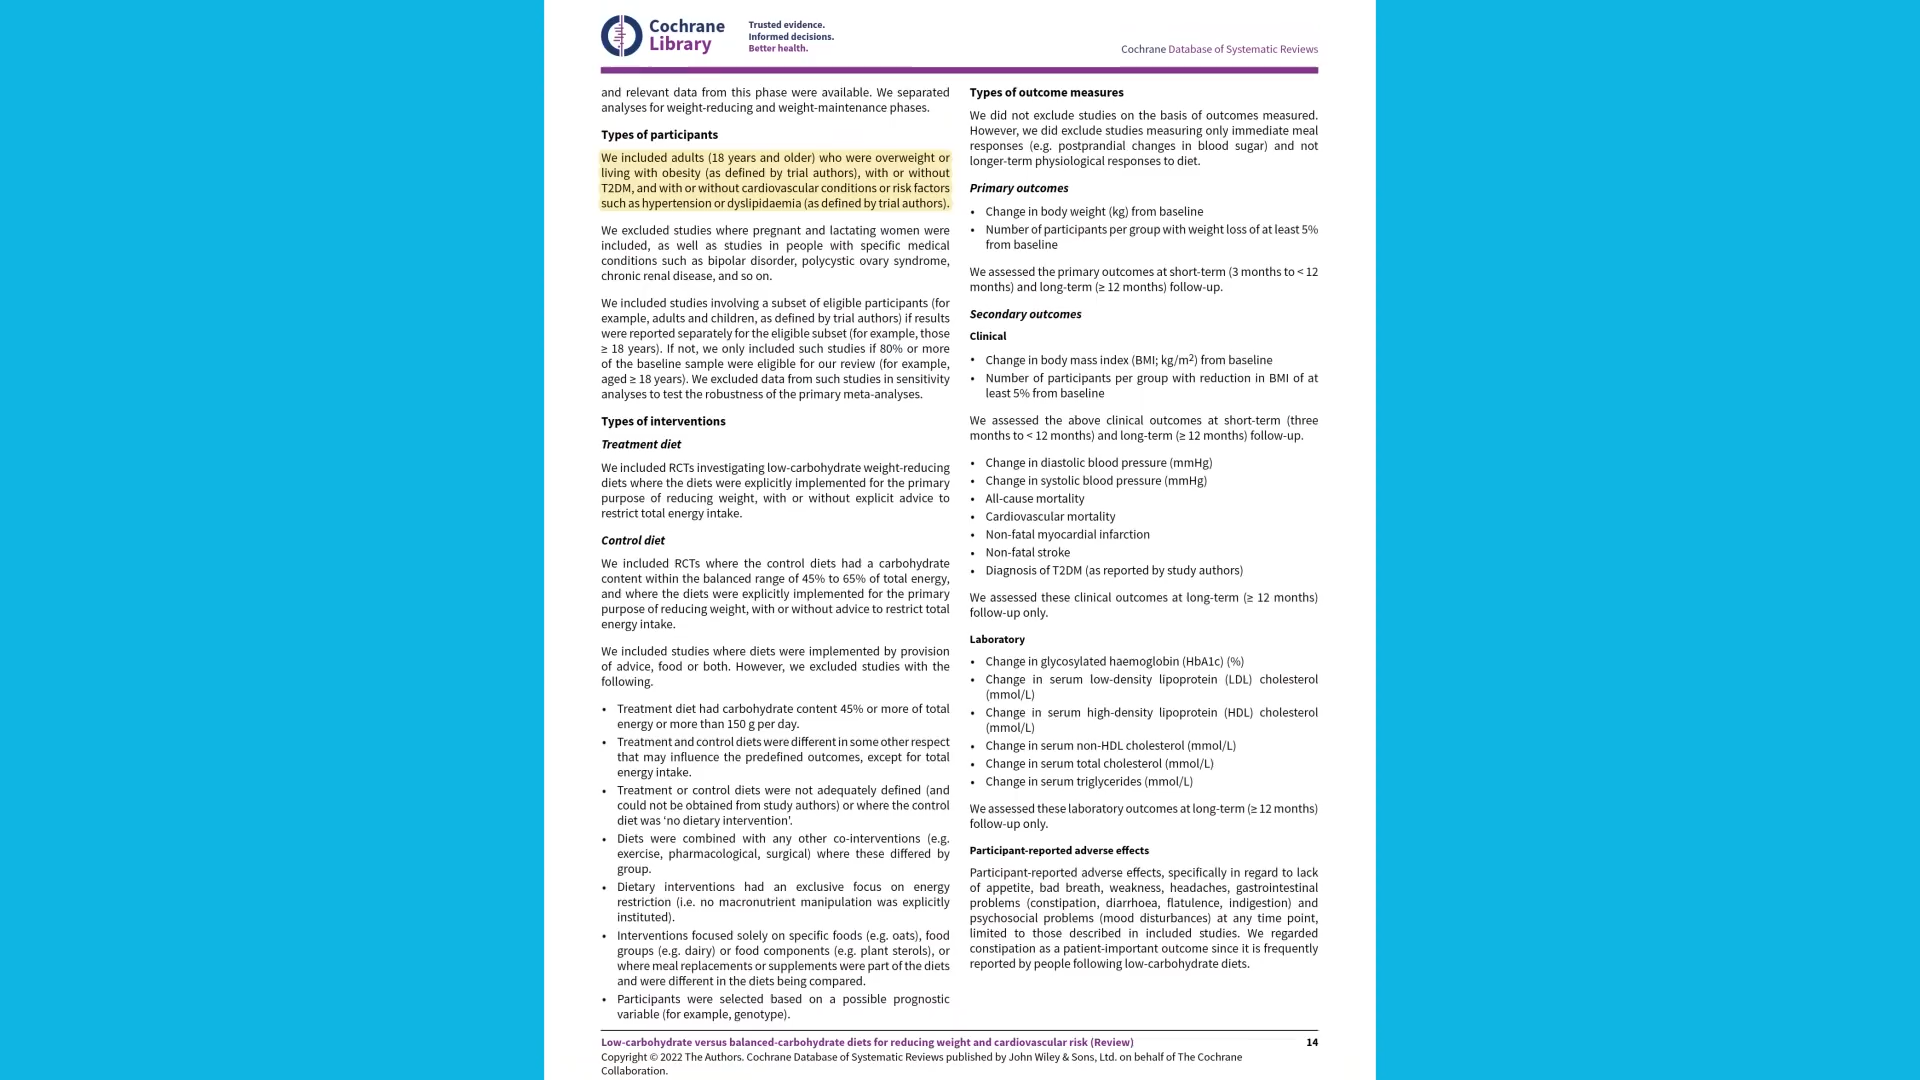 Cochrane
Library
Trusted evidence.
Informed decisions.
Better health.
Cochrane Database of Systematic Reviews
and relevant data from this phase were available. We separated
analyses for weight-reducing and weight-maintenance phases.
Types of participants
We included adults (18 years and older) who were overweight or
living with obesity (as defined by trial authors), with or without
T2DM, and with or without cardiovascular conditions or risk factors
such as hypertension or dyslipidaemia (as defined by trial authors).
We excluded studies where pregnant and lactating women were
included, as well as studies in people with specific medical
conditions such as bipolar disorder, polycystic ovary syndrome,
chronic renal disease, and so on.
We included studies involving a subset of eligible participants (for
example, adults and children, as defined by trial authors) if results
were reported separately for the eligible subset (for example, those
≥ 18 years). If not, we only included such studies if 80% or more
of the baseline sample were eligible for our review (for example,
aged ≥ 18 years). We excluded data from such studies in sensitivity
analyses to test the robustness of the primary meta-analyses.
Types of interventions
Treatment diet
We included RCTs investigating low-carbohydrate weight-reducing
diets where the diets were explicitly implemented for the primary
purpose of reducing weight, with or without explicit advice to
restrict total energy intake.
Control diet
We included RCTs where the control diets had a carbohydrate
content within the balanced range of 45% to 65% of total energy,
and where the diets were explicitly implemented for the primary
purpose of reducing weight, with or without advice to restrict total
energy intake.
We included studies where diets were implemented by provision
of advice, food or both. However, we excluded studies with the
following.
• Treatment diet had carbohydrate content 45% or more of total
energy or more than 150 g per day.
• Treatment and control diets were different in some other respect
that may influence the predefined outcomes, except for total
energy intake.
• Treatment or control diets were not adequately defined (and
could not be obtained from study authors) or where the control
diet was ‘no dietary intervention’.
• Diets were combined with any other co-interventions (e.g.
exercise, pharmacological, surgical) where these differed by
group.
• Dietary interventions had an exclusive focus on energy
restriction (i.e. no macronutrient manipulation was explicitly
instituted).
• Interventions focused solely on specific foods (e.g. oats), food
groups (e.g. dairy) or food components (e.g. plant sterols), or
where meal replacements or supplements were part of the diets
and were different in the diets being compared.
• Participants were selected based on a possible prognostic
variable (for example, genotype).
Types of outcome measures
We did not exclude studies on the basis of outcomes measured.
However, we did exclude studies measuring only immediate meal
responses (e.g. postprandial changes in blood sugar) and not
longer-term physiological responses to diet.
Primary outcomes
• Change in body weight (kg) from baseline
• Number of participants per group with weight loss of at least 5%
from baseline
We assessed the primary outcomes at short-term (3 months to < 12
months) and long-term (≥ 12 months) follow-up.
Secondary outcomes
Clinical
• Change in body mass index (BMI; kg/m2) from baseline
• Number of participants per group with reduction in BMI of at
least 5% from baseline
We assessed the above clinical outcomes at short-term (three
months to < 12 months) and long-term (≥ 12 months) follow-up.
• Change in diastolic blood pressure (mmHg)
• Change in systolic blood pressure (mmHg)
• All-cause mortality
• Cardiovascular mortality
• Non-fatal myocardial infarction
• Non-fatal stroke
• Diagnosis of T2DM (as reported by study authors)
We assessed these clinical outcomes at long-term (≥ 12 months)
follow-up only.
Laboratory
• Change in glycosylated haemoglobin (HbA1c) (%)
• Change in serum low-density lipoprotein (LDL) cholesterol
(mmol/L)
• Change in serum high-density lipoprotein (HDL) cholesterol
(mmol/L)
• Change in serum non-HDL cholesterol (mmol/L)
• Change in serum total cholesterol (mmol/L)
• Change in serum triglycerides (mmol/L)
We assessed these laboratory outcomes at long-term (≥ 12 months)
follow-up only.
Participant-reported adverse effects
Participant-reported adverse effects, specifically in regard to lack
of appetite, bad breath, weakness, headaches, gastrointestinal
problems (constipation, diarrhoea, flatulence, indigestion) and
psychosocial problems (mood disturbances) at any time point,
limited to those described in included studies. We regarded
constipation as a patient-important outcome since it is frequently
reported by people following low-carbohydrate diets.
Low-carbohydrate versus balanced-carbohydrate diets for reducing weight and cardiovascular risk (Review)
14
Copyright © 2022 The Authors. Cochrane Database of Systematic Reviews published by John Wiley & Sons, Ltd. on behalf of The Cochrane
Collaboration.